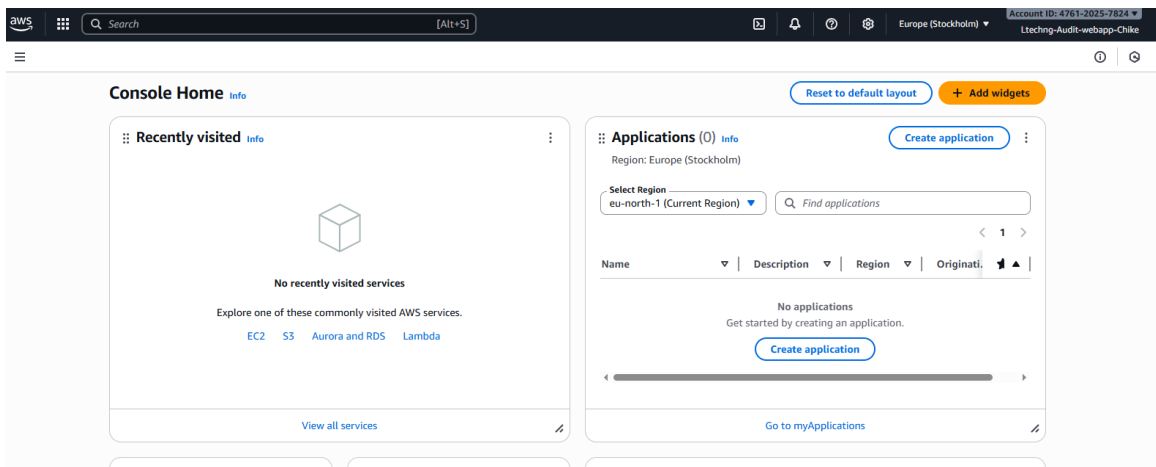 aws
Search [Alt+S]
Europe (Stockholm) ▼
Account ID: 4761-2025-7824 ▼
Ltechng-Audit-webapp-Chike
Console Home Info
Reset to default layout
+ Add widgets
Recently visited Info
No recently visited services
Explore one of these commonly visited AWS services.
EC2 S3 Aurora and RDS Lambda
View all services
Applications (0) Info
Create application
Region: Europe (Stockholm)
Select Region
eu-north-1 (Current Region) ▼
Find applications
< 1 >
Name Description Region Originati.
No applications
Get started by creating an application.
Create application
Go to myApplications